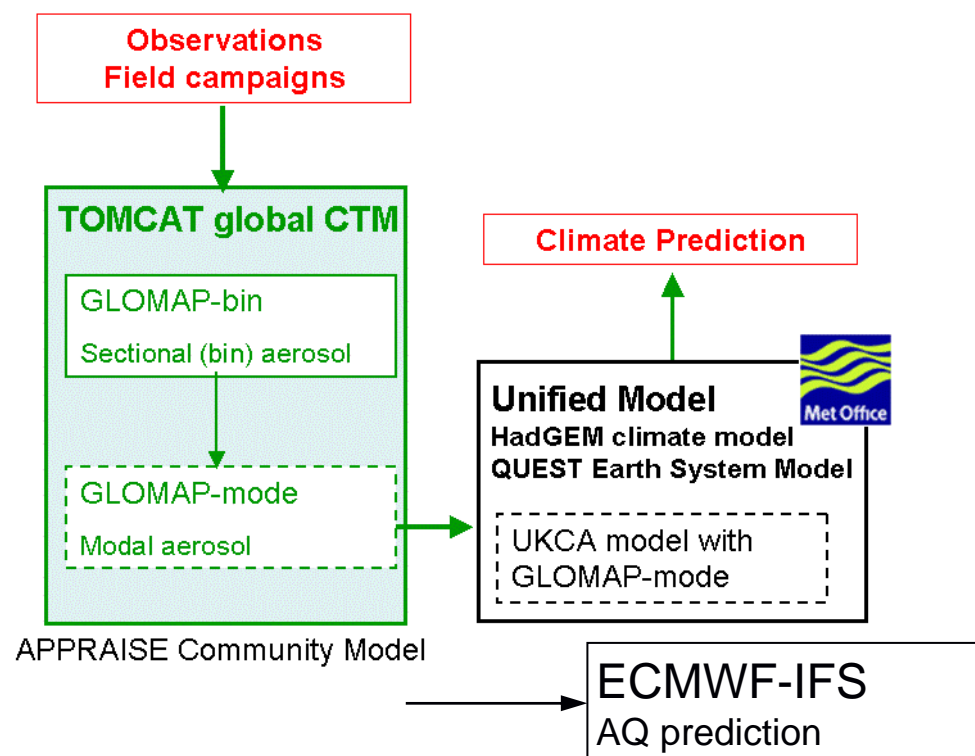 Observations
Field campaigns
TOMCAT global CTM
GLOMAP-bin
Sectional (bin) aerosol
GLOMAP-mode
Modal aerosol
APPRAISE Community Model
Climate Prediction
Met Office
Unified Model
HadGEM climate model
QUEST Earth System Model
UKCA model with
GLOMAP-mode
ECMWF-IFS
AQ prediction